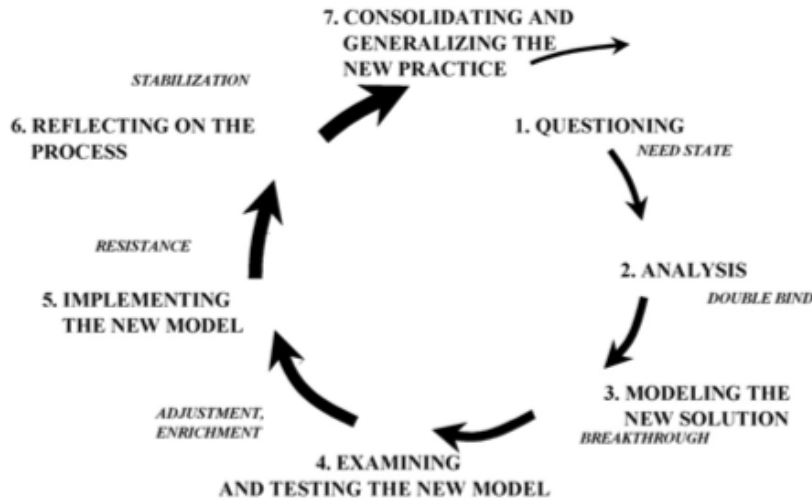 7. CONSOLIDATING AND
GENERALIZING THE
NEW PRACTICE
STABILIZATION
6. REFLECTING ON THE
PROCESS
1. QUESTIONING
NEED STATE
RESISTANCE
2. ANALYSIS
DOUBLE BIND
5. IMPLEMENTING
THE NEW MODEL
3. MODELING THE
NEW SOLUTION
BREAKTHROUGH
ADJUSTMENT,
ENRICHMENT
4. EXAMINING
AND TESTING THE NEW MODEL